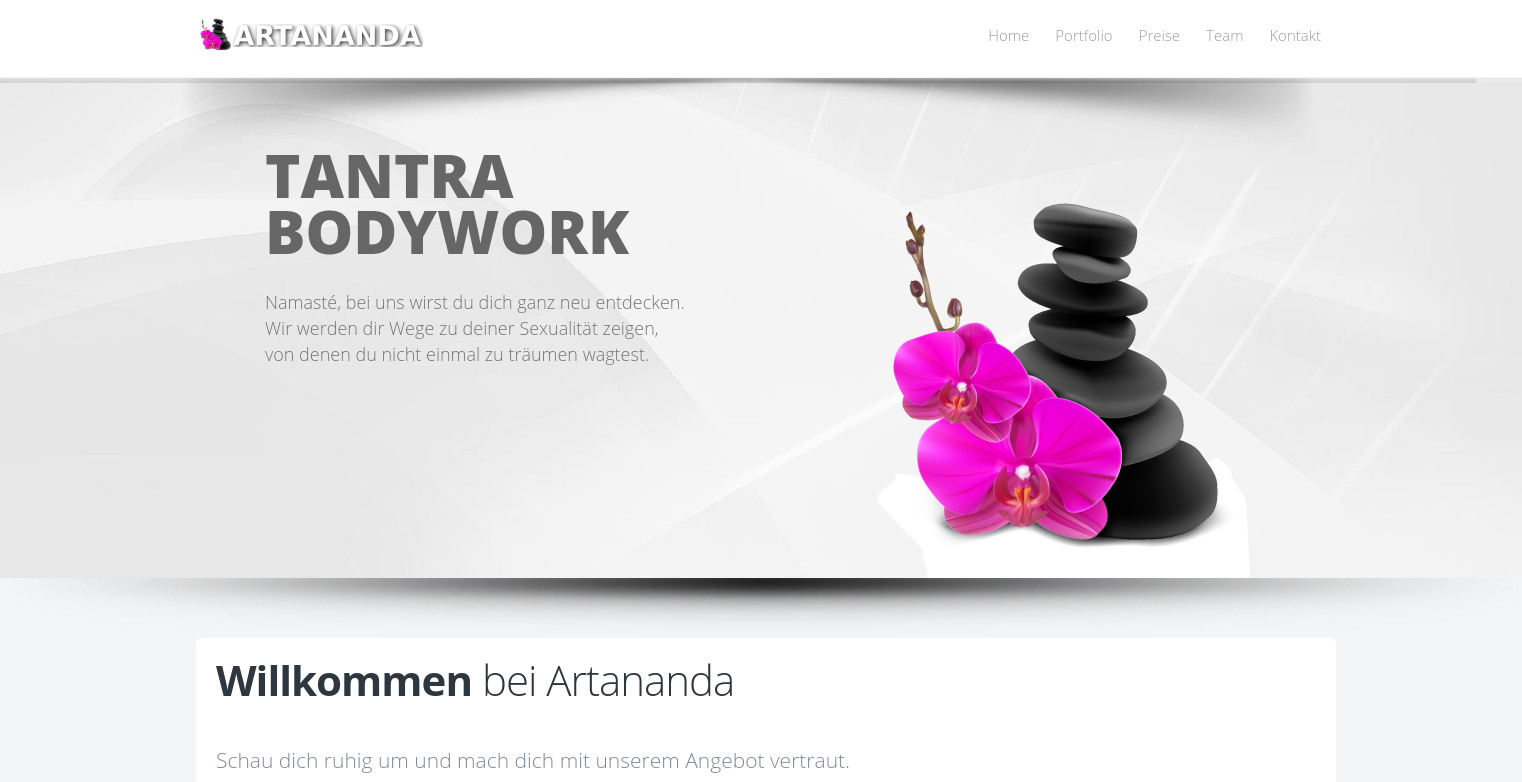 ARTANANDA
Home Portfolio Preise Team Kontakt
TANTRA
BODYWORK
Namasté, bei uns wirst du dich ganz neu entdecken.
Wir werden dir Wege zu deiner Sexualität zeigen,
von denen du nicht einmal zu träumen wagtest.
Willkommen bei Artananda
Schau dich ruhig um und mach dich mit unserem Angebot vertraut.